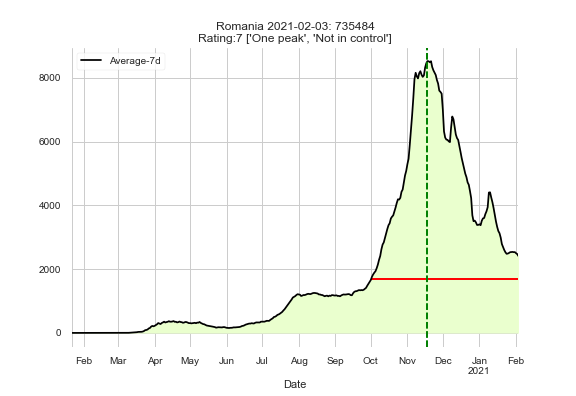 Romania 2021-02-03: 735484
Rating:7 ['One peak', 'Not in control']
Average-7d
8000
6000
4000
2000
0
Feb Mar Apr May Jun Jul Aug Sep Oct Nov Dec Jan Feb
2021
Date